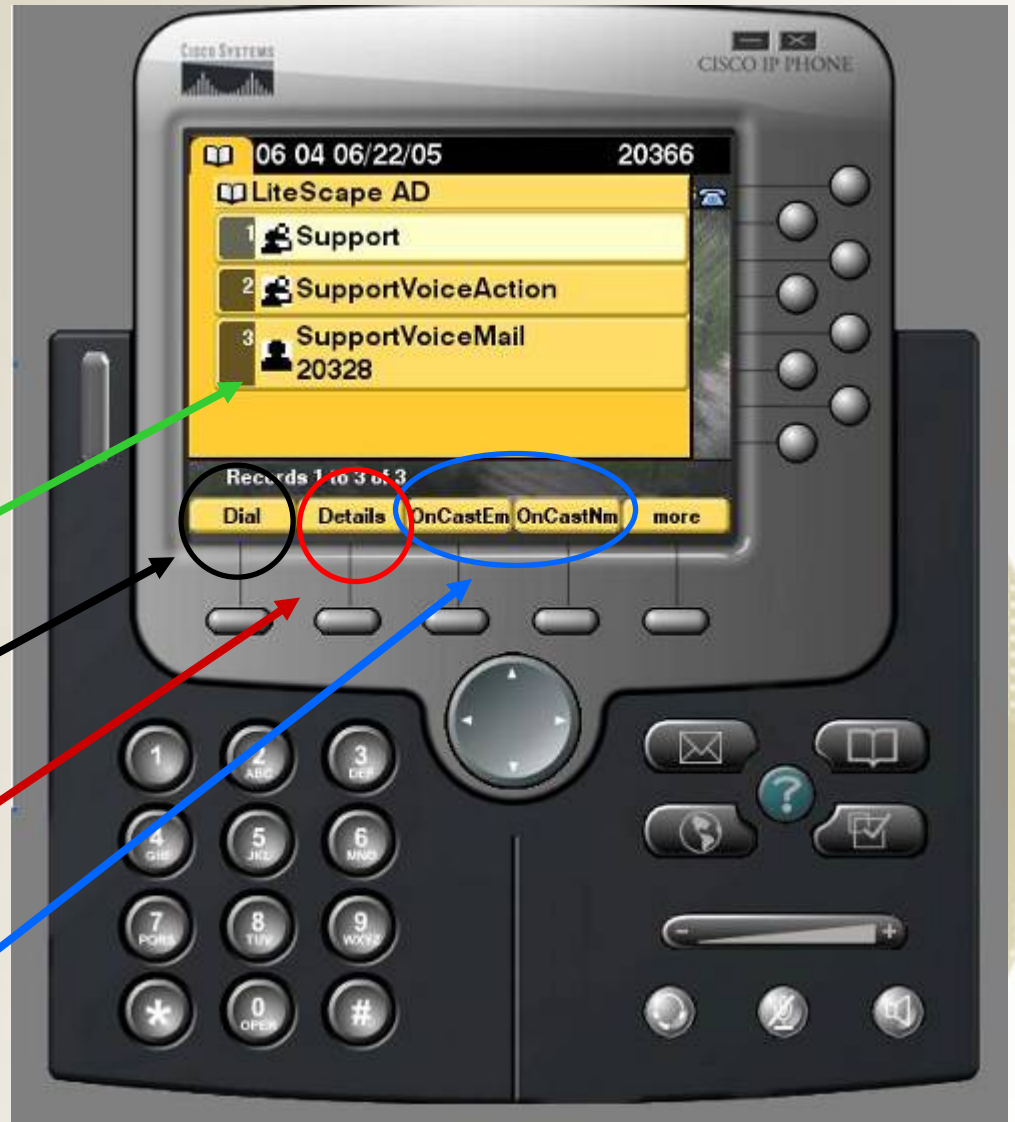 CISCO SYSTEMS
CISCO IP PHONE
06 04 06/22/05 20366
LiteScape AD
1 Support
2 SupportVoiceAction
3 SupportVoiceMail
20328
Records 1 to 3 of 3
Dial Details OnCastEm OnCastNm more
1 2 3
ABC DEF
4 5 6
GHI JKL MNO
7 8 9
PQRS TUV WXYZ
* 0 #
OPER
?
- +